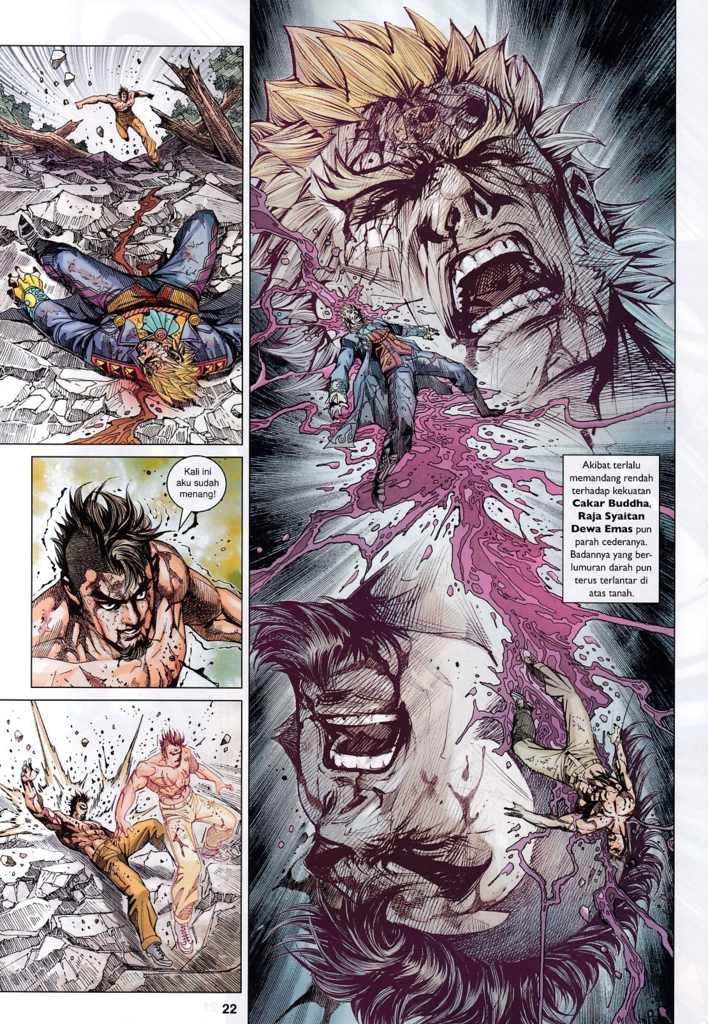 Kali ini
aku sudah
menang!
Akibat terlalu
memandang rendah
terhadap kekuatan
Cakar Buddha,
Raja Syaitan
Dewa Emas pun
parah cederanya.
Badannya yang ber-
lumuran darah pun
terus terlantar di
atas tanah.
22